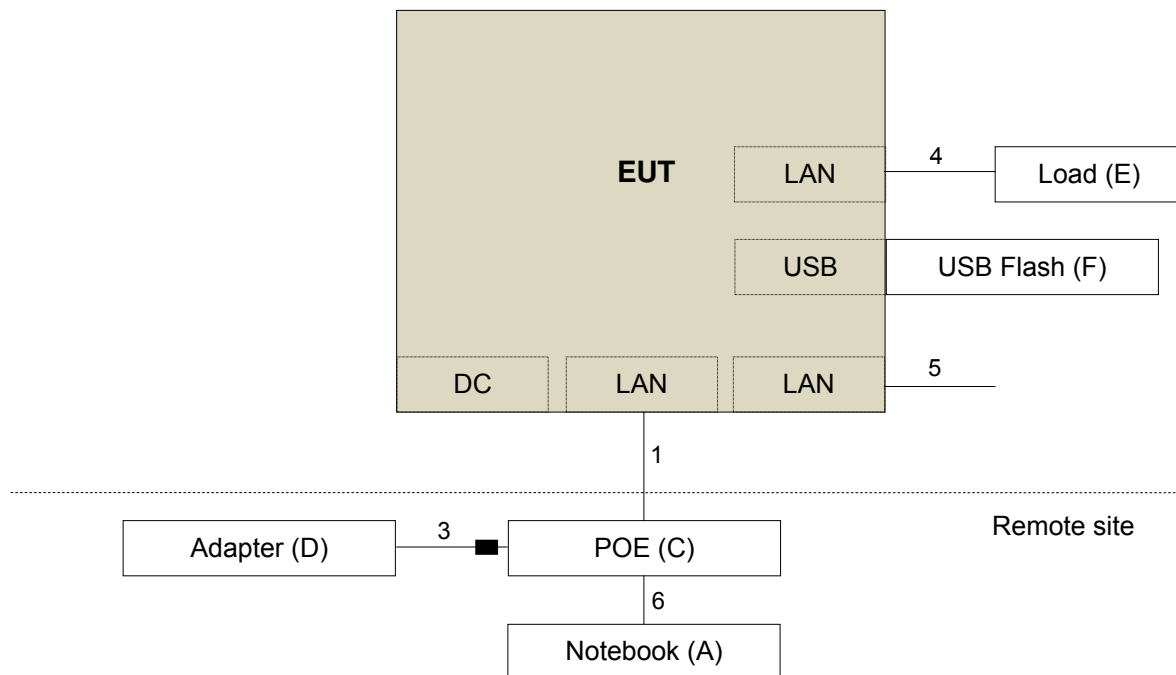 EUT
LAN
4
Load (E)
USB
USB Flash (F)
DC
LAN
LAN
5
1
Remote site
Adapter (D)
3
POE (C)
6
Notebook (A)